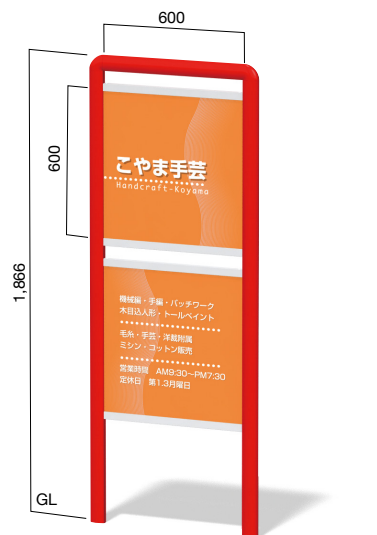 600
600
1,866
こやま手芸
Handcraft-Koyama
機械編・手編・パッチワーク
木目込人形・トールペイント
毛糸・手芸・洋裁附属
ミシン・コットン販売
営業時間　AM9:30〜PM7:30
定休日　第1.3月曜日
GL